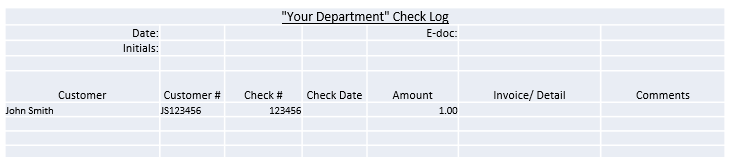 "Your Department" Check Log
Date: E-doc:
Initials:
Customer Customer # Check # Check Date Amount Invoice/ Detail Comments
John Smith JS123456 123456 1.00